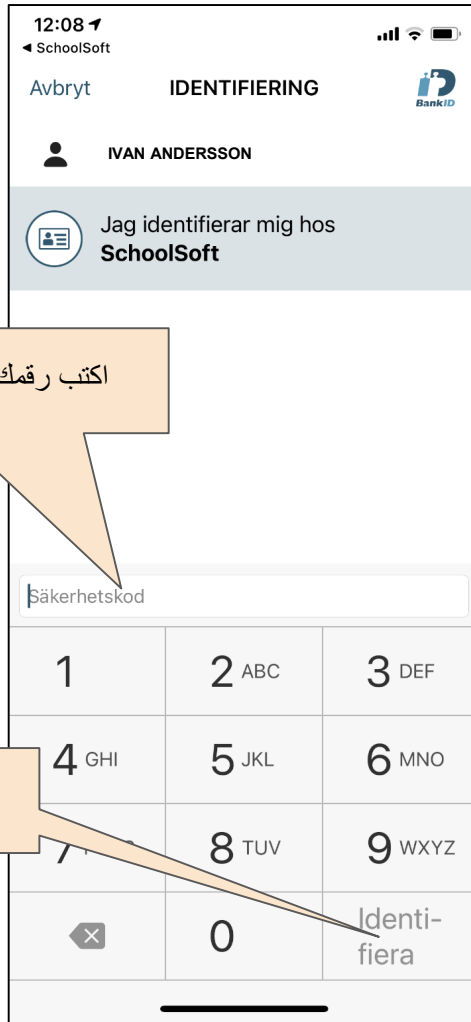 12:08
◀ SchoolSoft
Avbryt
IDENTIFIERING
BankID
IVAN ANDERSSON
Jag identifierar mig hos
SchoolSoft
اكتب رقمك
Säkerhetskod
1
2 ABC
3 DEF
4 GHI
5 JKL
6 MNO
7
8 TUV
9 WXYZ
0
Identi-
fiera